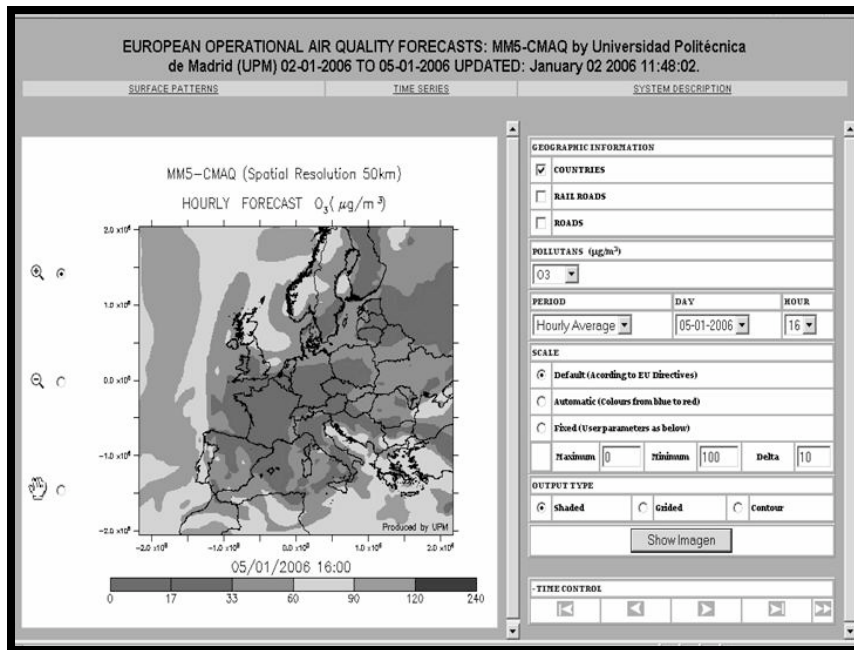 EUROPEAN OPERATIONAL AIR QUALITY FORECASTS: MM5-CMAQ by Universidad Politécnica
de Madrid (UPM) 02-01-2006 TO 05-01-2006 UPDATED: January 02 2006 11:48:02.
SURFACE PATTERNS TIME SERIES SYSTEM DESCRIPTION
MM5-CMAQ (Spatial Resolution 50km)
HOURLY FORECAST O3(μg/m³)
2.0 x10⁶
1.0 x10⁶
0.0 x10⁶
-1.0 x10⁶
-2.0 x10⁶
Produced by UPM
-2.0 x10⁶ -1.0 x10⁶ 0.0 x10⁶ 1.0 x10⁶ 2.0 x10⁶
05/01/2006 16:00
0 17 33 60 90 120 240
GEOGRAPHIC INFORMATION
COUNTRIES
RAIL ROADS
ROADS
POLLUTANS (μg/m³)
O3
PERIOD DAY HOUR
Hourly Average 05-01-2006 16
SCALE
Default (Acording to EU Directives)
Automatic (Colours from blue to red)
Fixed (User parameters as below)
Maximum 0 Minimum 100 Delta 10
OUTPUT TYPE
Shaded Grided Contour
Show Imagen
- TIME CONTROL